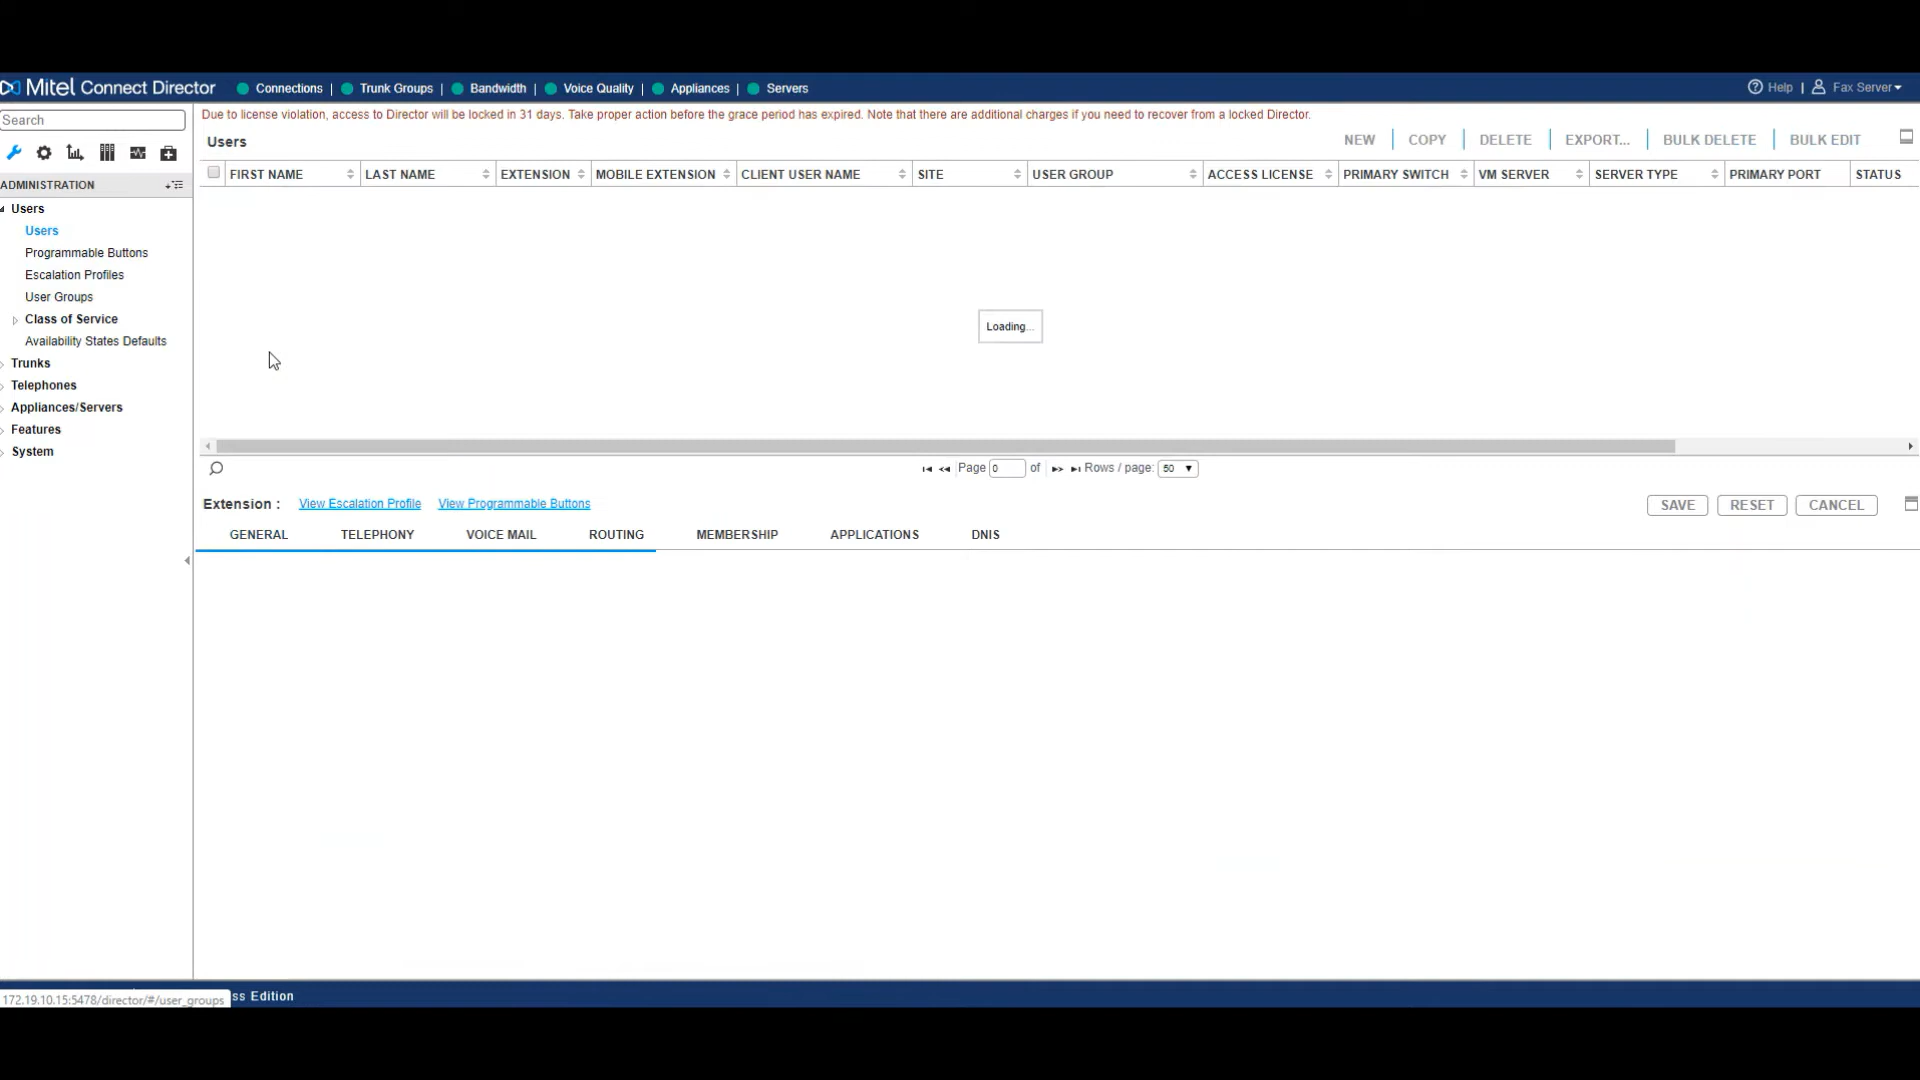 Mitel Connect Director
Connections | Trunk Groups | Bandwidth | Voice Quality | Appliances | Servers
Help | Fax Server
Search
Due to license violation, access to Director will be locked in 31 days. Take proper action before the grace period has expired. Note that there are additional charges if you need to recover from a locked Director.
Users
NEW | COPY | DELETE | EXPORT... | BULK DELETE | BULK EDIT
FIRST NAME LAST NAME EXTENSION MOBILE EXTENSION CLIENT USER NAME SITE USER GROUP ACCESS LICENSE PRIMARY SWITCH VM SERVER SERVER TYPE PRIMARY PORT STATUS
ADMINISTRATION
Users
Users
Programmable Buttons
Escalation Profiles
User Groups
Class of Service
Availability States Defaults
Trunks
Telephones
Appliances/Servers
Features
System
Loading...
Page 0 of Rows / page: 50
Extension : View Escalation Profile View Programmable Buttons
SAVE RESET CANCEL
GENERAL TELEPHONY VOICE MAIL ROUTING MEMBERSHIP APPLICATIONS DNIS
172.19.10.15:5478/director/#/user_groups
ss Edition